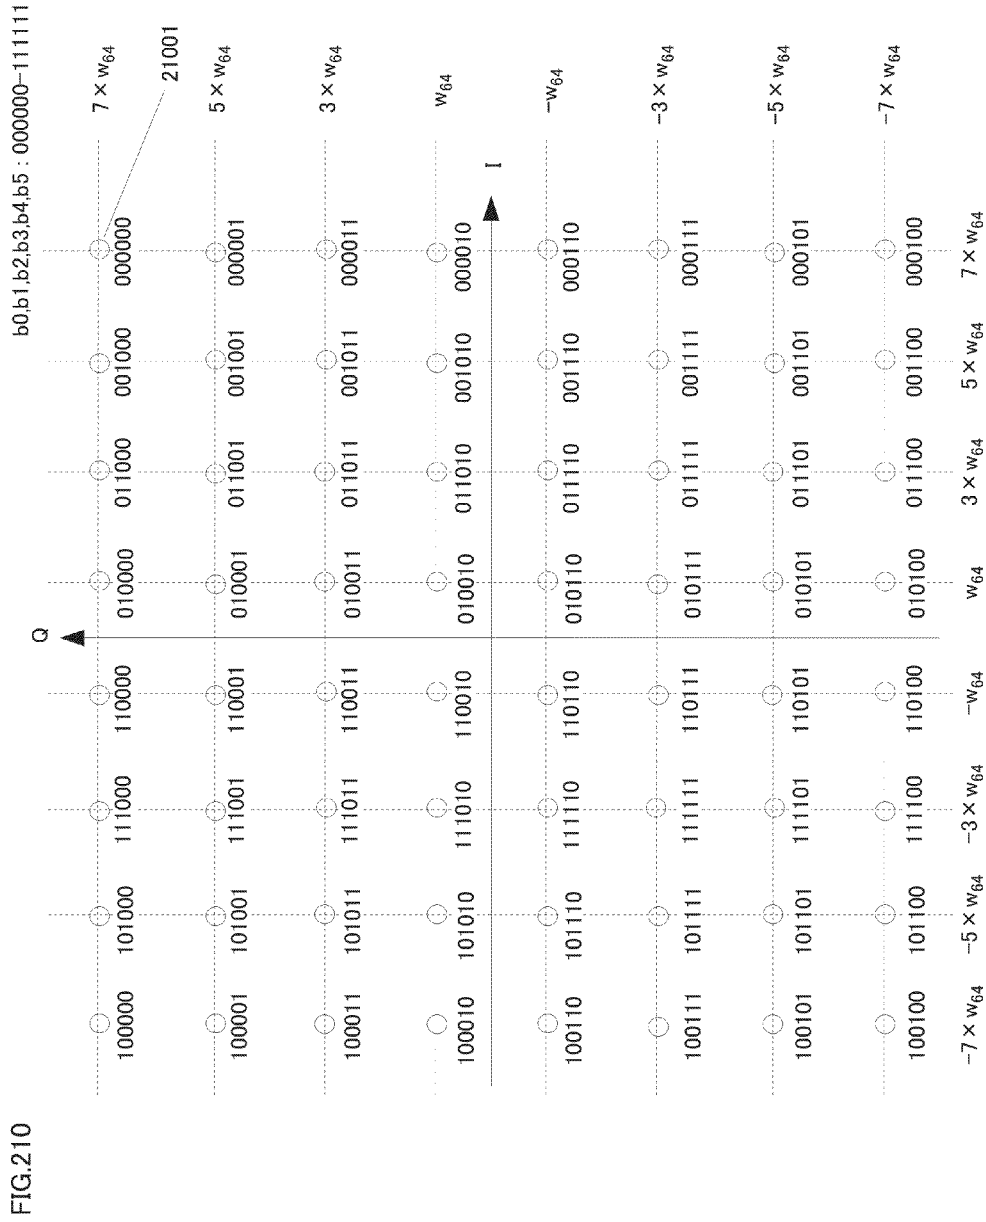 FIG.210
b0,b1,b2,b3,b4,b5 : 000000–111111
Q
I
21001
100000 101000 111000 110000 010000 011000 001000 000000 7×w64
100001 101001 111001 110001 010001 011001 001001 000001 5×w64
100011 101011 111011 110011 010011 011011 001011 000011 3×w64
100010 101010 111010 110010 010010 011010 001010 000010 w64
100110 101110 111110 110110 010110 011110 001110 000110 −w64
100111 101111 111111 110111 010111 011111 001111 000111 −3×w64
100101 101101 111101 110101 010101 011101 001101 000101 −5×w64
100100 101100 111100 110100 010100 011100 001100 000100 −7×w64
−7×w64 −5×w64 −3×w64 −w64 w64 3×w64 5×w64 7×w64